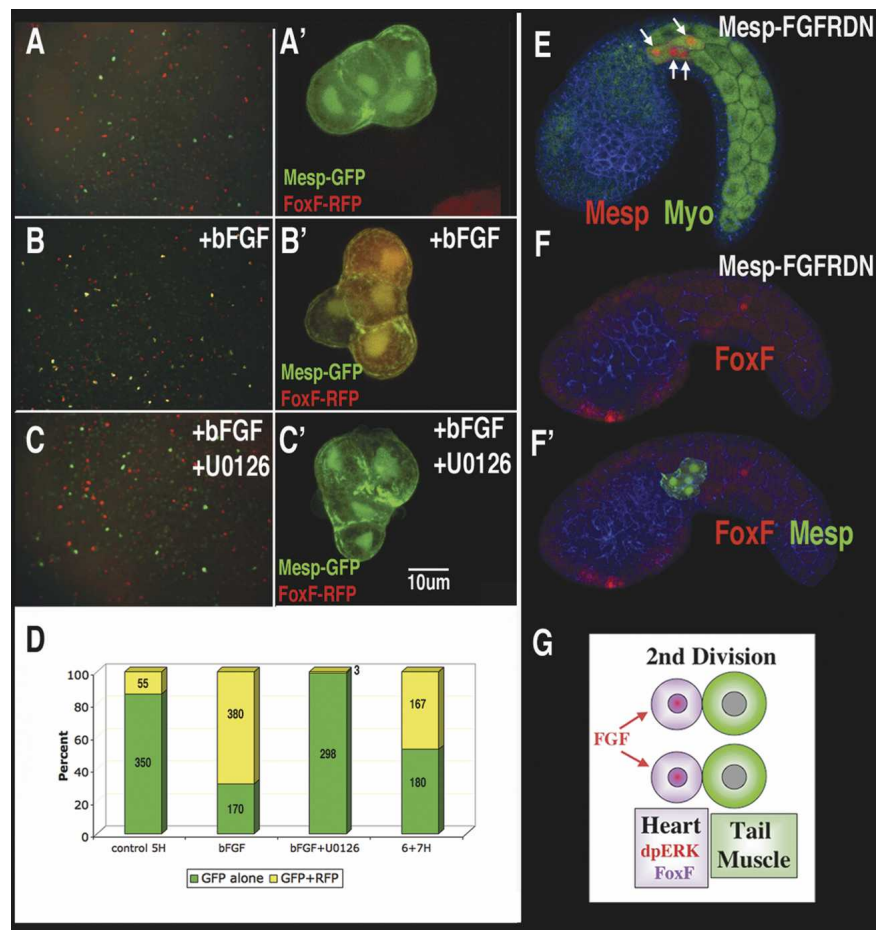 A
A'
Mesp-GFP
FoxF-RFP
B
+bFGF
B'
+bFGF
Mesp-GFP
FoxF-RFP
C
+bFGF
+U0126
C'
+bFGF
+U0126
Mesp-GFP
FoxF-RFP
10um
D
Percent
100
80
60
40
20
0
55
350
380
170
3
298
167
180
control 5H
bFGF
bFGF+U0126
6+7H
GFP alone
GFP+RFP
E
Mesp-FGFRDN
Mesp Myo
F
Mesp-FGFRDN
FoxF
F'
FoxF Mesp
G
2nd Division
FGF
Heart
dpERK
FoxF
Tail
Muscle